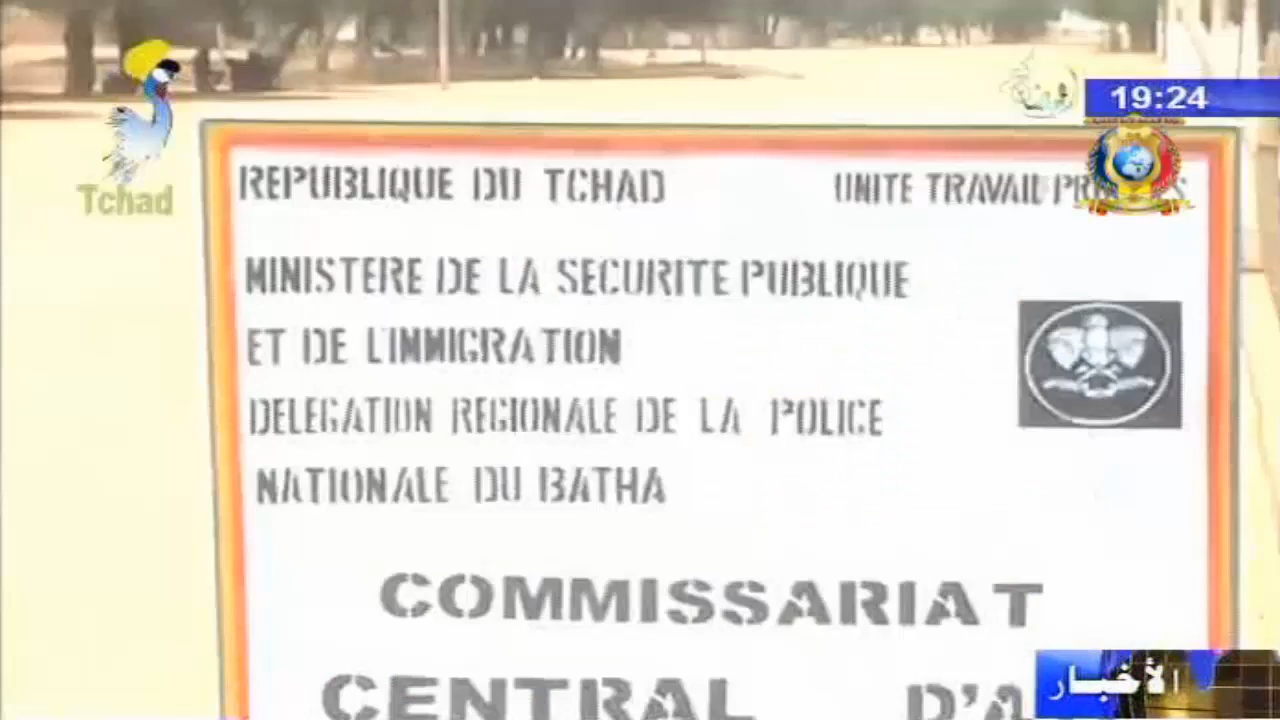 19:24
Tchad
REPUBLIQUE DU TCHAD
UNITE TRAVAIL
MINISTERE DE LA SECURITE PUBLIQUE
ET DE L'IMMIGRATION
DELEGATION REGIONALE DE LA POLICE
NATIONALE DU BATHA
COMMISSARIAT
CENTRAL D'A
الأخبار